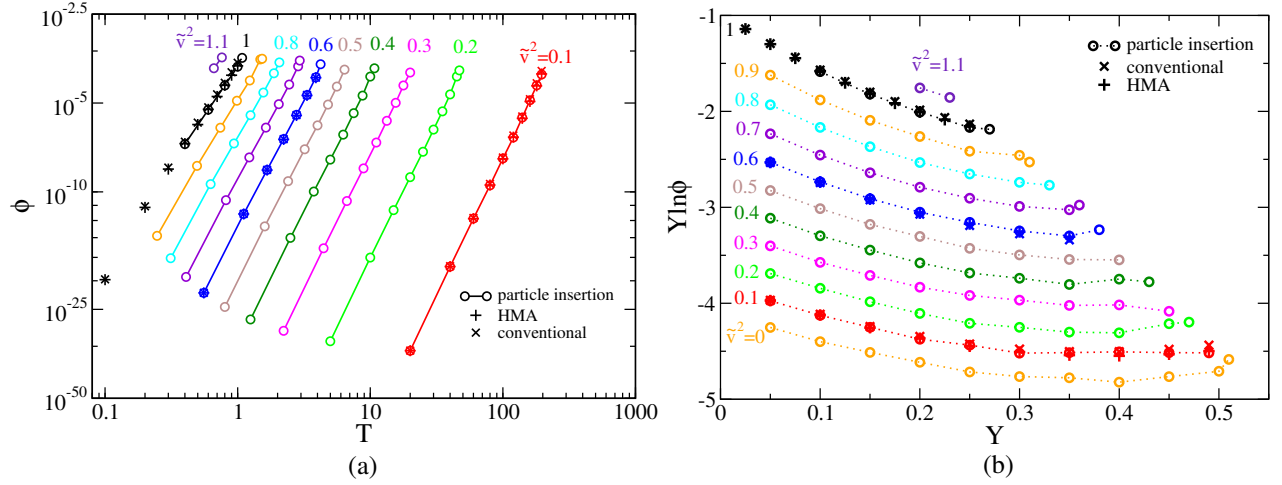 10^-2.5
10^-5
10^-10
10^-25
10^-50
ϕ
ṽ²=1.1
1
0.8
0.6
0.5
0.4
0.3
0.2
ṽ²=0.1
particle insertion
HMA
conventional
0.1
1
10
100
1000
T
(a)
-1
-2
-3
-4
-5
Ylnϕ
1
0.9
0.8
0.7
0.6
0.5
0.4
0.3
0.2
0.1
ṽ²=0
ṽ²=1.1
particle insertion
conventional
HMA
0
0.1
0.2
0.3
0.4
0.5
Y
(b)